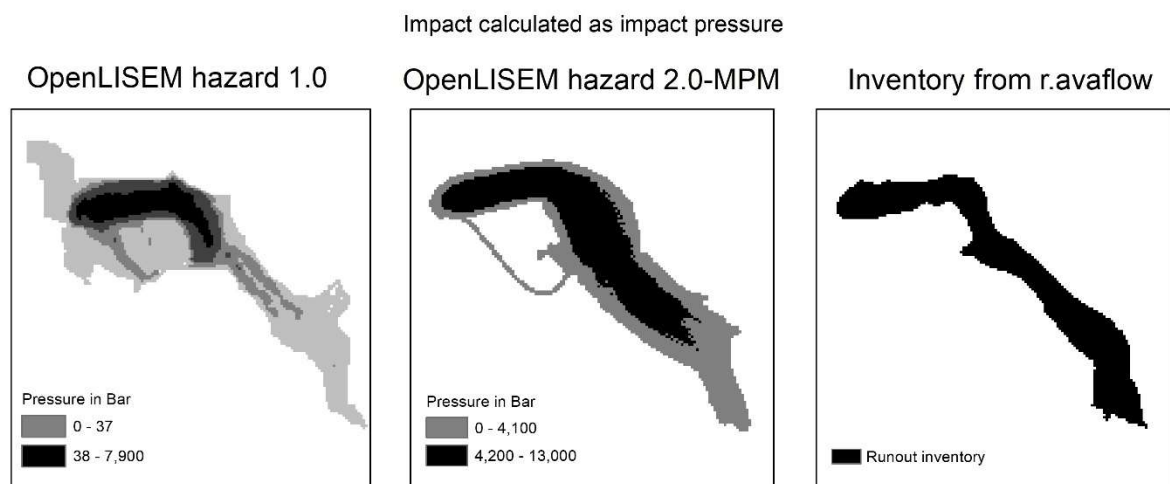 Impact calculated as impact pressure
OpenLISEM hazard 1.0
OpenLISEM hazard 2.0-MPM
Inventory from r.avaflow
Pressure in Bar
0 - 37
38 - 7,900
Pressure in Bar
0 - 4,100
4,200 - 13,000
Runout inventory